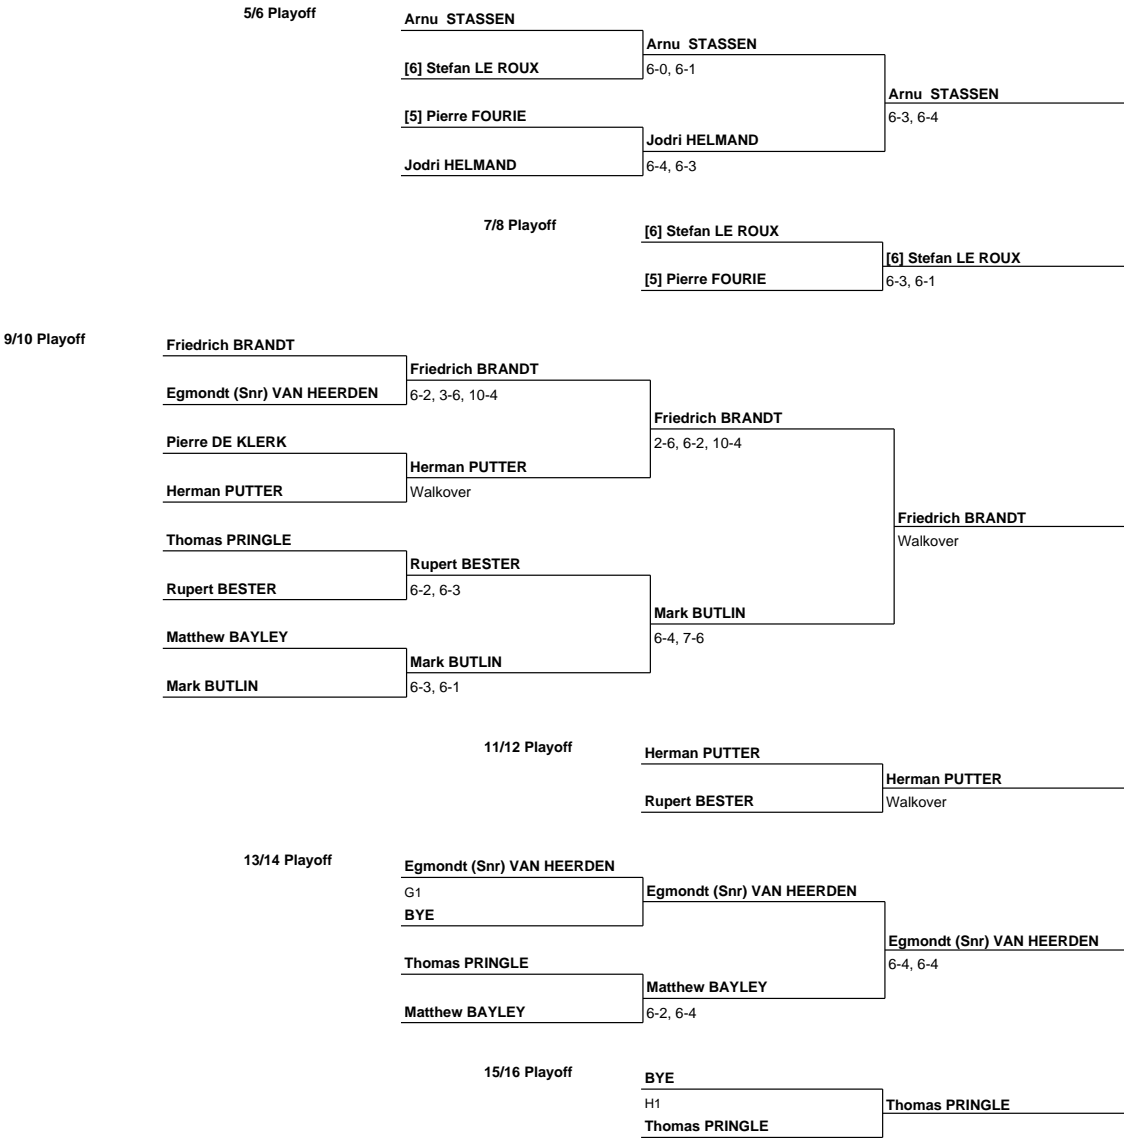 5/6 Playoff
Arnu  STASSEN
Arnu  STASSEN
[6] Stefan LE ROUX
6-0, 6-1
Arnu  STASSEN
[5] Pierre FOURIE
6-3, 6-4
Jodri HELMAND
Jodri HELMAND
6-4, 6-3
7/8 Playoff
[6] Stefan LE ROUX
[6] Stefan LE ROUX
[5] Pierre FOURIE
6-3, 6-1
9/10 Playoff
Friedrich BRANDT
Friedrich BRANDT
Egmondt (Snr) VAN HEERDEN
6-2, 3-6, 10-4
Friedrich BRANDT
Pierre DE KLERK
2-6, 6-2, 10-4
Herman PUTTER
Herman PUTTER
Walkover
Friedrich BRANDT
Thomas PRINGLE
Walkover
Rupert BESTER
Rupert BESTER
6-2, 6-3
Mark BUTLIN
Matthew BAYLEY
6-4, 7-6
Mark BUTLIN
Mark BUTLIN
6-3, 6-1
11/12 Playoff
Herman PUTTER
Herman PUTTER
Rupert BESTER
Walkover
13/14 Playoff
Egmondt (Snr) VAN HEERDEN
G1
Egmondt (Snr) VAN HEERDEN
BYE
Egmondt (Snr) VAN HEERDEN
Thomas PRINGLE
6-4, 6-4
Matthew BAYLEY
Matthew BAYLEY
6-2, 6-4
15/16 Playoff
BYE
H1
Thomas PRINGLE
Thomas PRINGLE